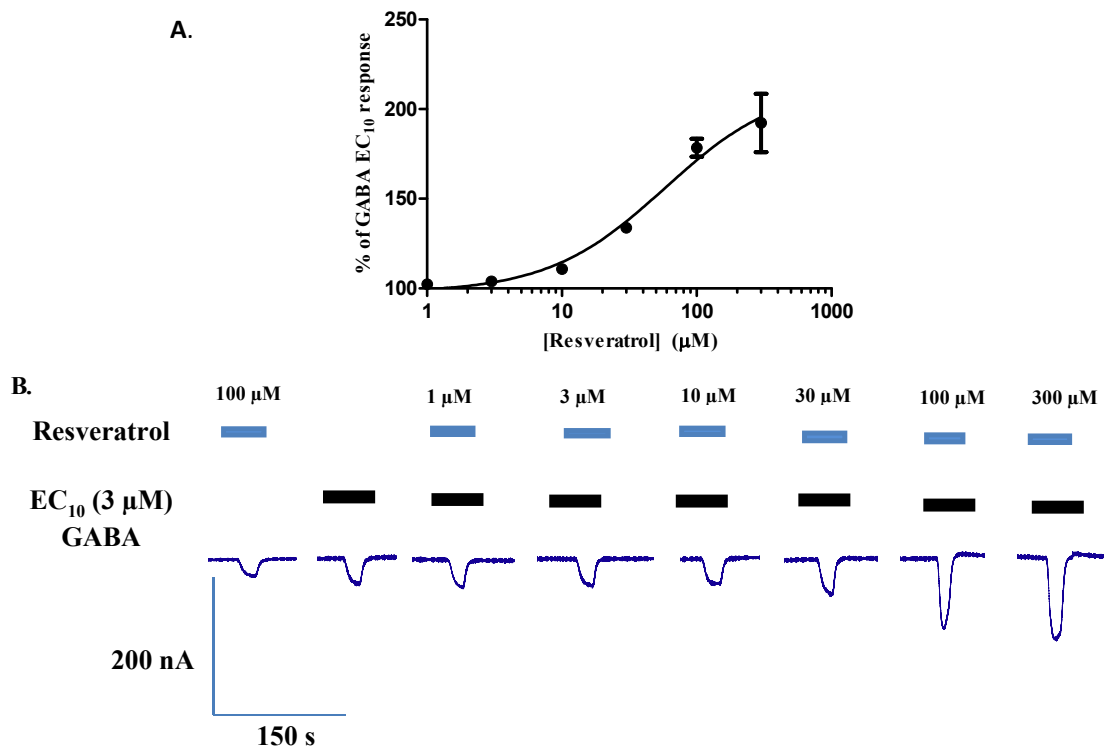 A.
% of GABA EC10 response
250
200
150
100
1 10 100 1000
[Resveratrol] (µM)
B.
100 µM 1 µM 3 µM 10 µM 30 µM 100 µM 300 µM
Resveratrol
EC10 (3 µM)
GABA
200 nA
150 s